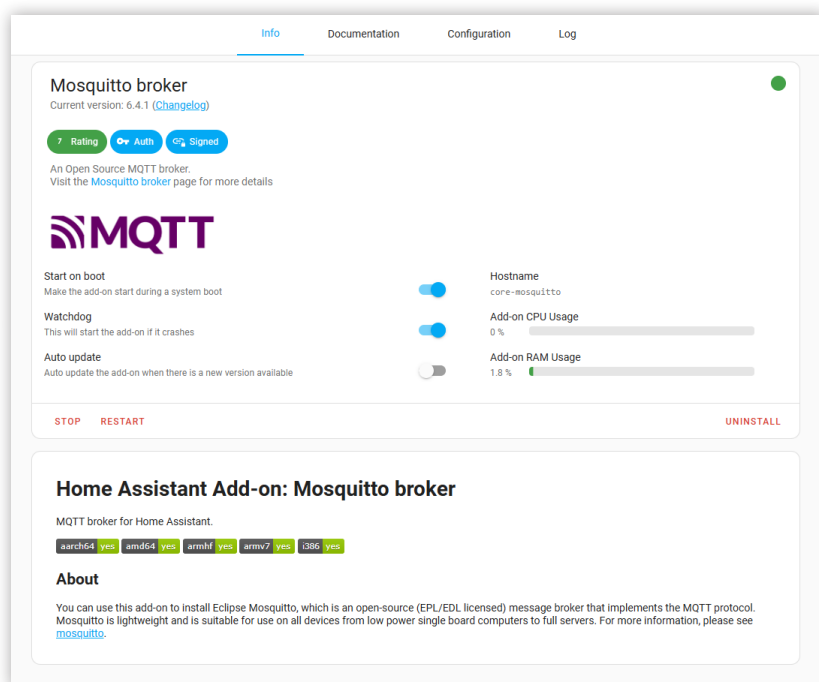 Info Documentation Configuration Log
Mosquitto broker
Current version: 6.4.1 (Changelog)
7 Rating Auth Signed
An Open Source MQTT broker.
Visit the Mosquitto broker page for more details
MQTT
Start on boot
Make the add-on start during a system boot
Hostname
core-mosquitto
Watchdog
This will start the add-on if it crashes
Add-on CPU Usage
0 %
Auto update
Auto update the add-on when there is a new version available
Add-on RAM Usage
1.8 %
STOP RESTART UNINSTALL
Home Assistant Add-on: Mosquitto broker
MQTT broker for Home Assistant.
aarch64 yes amd64 yes armhf yes armv7 yes i386 yes
About
You can use this add-on to install Eclipse Mosquitto, which is an open-source (EPL/EDL licensed) message broker that implements the MQTT protocol.
Mosquitto is lightweight and is suitable for use on all devices from low power single board computers to full servers. For more information, please see
mosquitto.